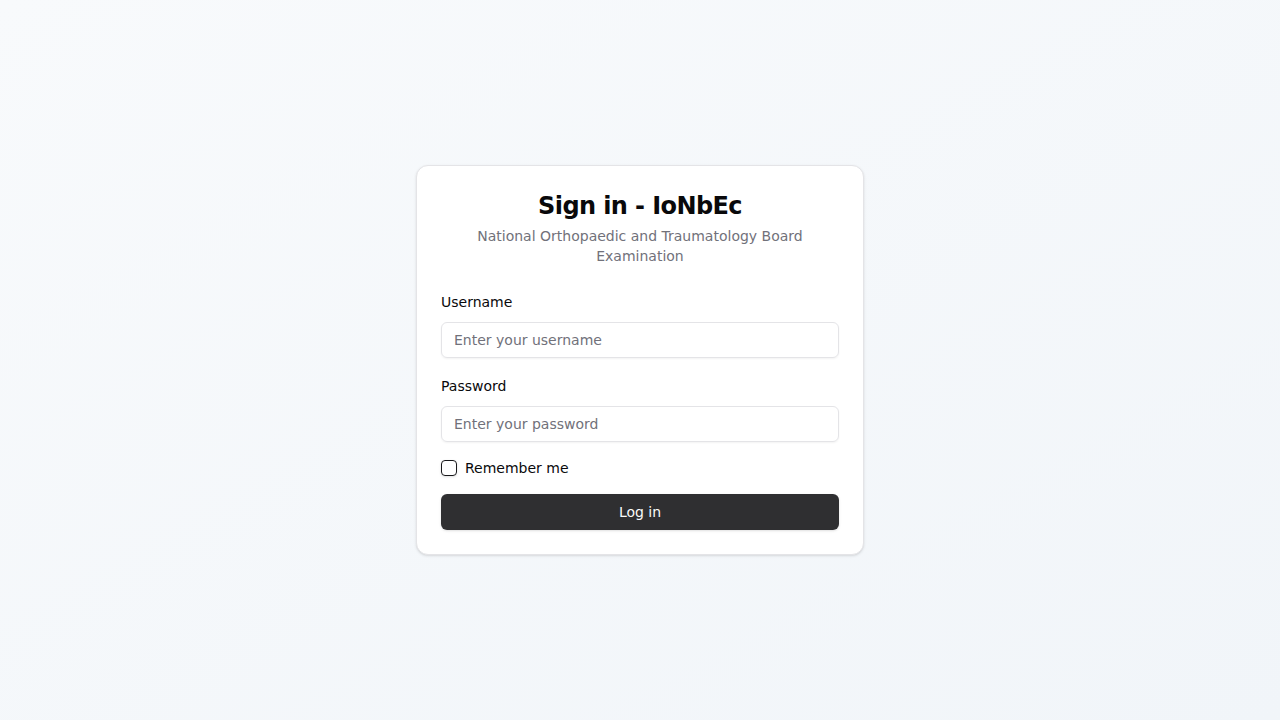 Sign in - IoNbEc
National Orthopaedic and Traumatology Board
Examination
Username
Enter your username
Password
Enter your password
Remember me
Log in